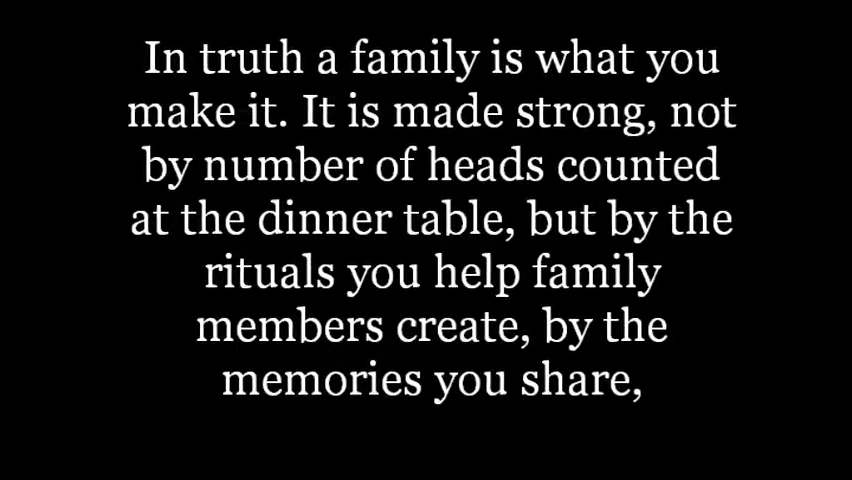 In truth a family is what you
make it. It is made strong, not
by number of heads counted
at the dinner table, but by the
rituals you help family
members create, by the
memories you share,